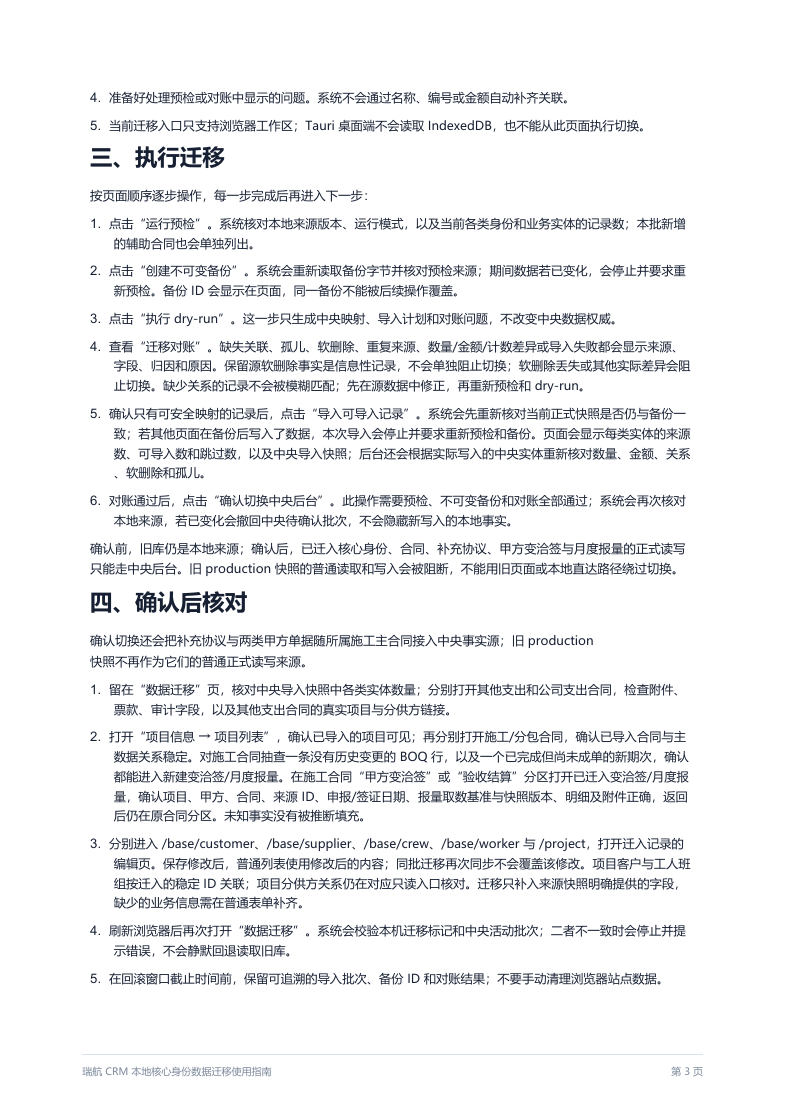 4. 准备好处理预检或对账中显示的问题。系统不会通过名称、编号或金额自动补齐关联。
5. 当前迁移入口只支持浏览器工作区；Tauri 桌面端不会读取 IndexedDB，也不能从此页面执行切换。
三、执行迁移
按页面顺序逐步操作，每一步完成后再进入下一步：
1. 点击“运行预检”。系统核对本地来源版本、运行模式，以及当前各类身份和业务实体的记录数；本批新增
的辅助合同也会单独列出。
2. 点击“创建不可变备份”。系统会重新读取备份字节并核对预检来源；期间数据若已变化，会停止并要求重
新预检。备份 ID 会显示在页面，同一备份不能被后续操作覆盖。
3. 点击“执行 dry-run”。这一步只生成中央映射、导入计划和对账问题，不改变中央数据权威。
4. 查看“迁移对账”。缺失关联、孤儿、软删除、重复来源、数量/金额/计数差异或导入失败都会显示来源、
字段、归因和原因。保留源软删除事实是信息性记录，不会单独阻止切换；软删除丢失或其他实际差异会阻
止切换。缺少关系的记录不会被模糊匹配；先在源数据中修正，再重新预检和 dry-run。
5. 确认只有可安全映射的记录后，点击“导入可导入记录”。系统会先重新核对当前正式快照是否仍与备份一
致；若其他页面在备份后写入了数据，本次导入会停止并要求重新预检和备份。页面会显示每类实体的来源
数、可导入数和跳过数，以及中央导入快照；后台还会根据实际写入的中央实体重新核对数量、金额、关系
、软删除和孤儿。
6. 对账通过后，点击“确认切换中央后台”。此操作需要预检、不可变备份和对账全部通过；系统会再次核对
本地来源，若已变化会撤回中央待确认批次，不会隐藏新写入的本地事实。
确认前，旧库仍是本地来源；确认后，已迁入核心身份、合同、补充协议、甲方变洽签与月度报量的正式读写
只能走中央后台。旧 production 快照的普通读取和写入会被阻断，不能用旧页面或本地直达路径绕过切换。
四、确认后核对
确认切换还会把补充协议与两类甲方单据随所属施工主合同接入中央事实源；旧 production
快照不再作为它们的普通正式读写来源。
1. 留在“数据迁移”页，核对中央导入快照中各类实体数量；分别打开其他支出和公司支出合同，检查附件、
票款、审计字段，以及其他支出合同的真实项目与分供方链接。
2. 打开“项目信息 → 项目列表”，确认已导入的项目可见；再分别打开施工/分包合同，确认已导入合同与主
数据关系稳定。对施工合同抽查一条没有历史变更的 BOQ 行，以及一个已完成但尚未成单的新期次，确认
都能进入新建变洽签/月度报量。在施工合同“甲方变洽签”或“验收结算”分区打开已迁入变洽签/月度报
量，确认项目、甲方、合同、来源 ID、申报/签证日期、报量取数基准与快照版本、明细及附件正确，返回
后仍在原合同分区。未知事实没有被推断填充。
3. 分别进入 /base/customer、/base/supplier、/base/crew、/base/worker 与 /project，打开迁入记录的
编辑页。保存修改后，普通列表使用修改后的内容；同批迁移再次同步不会覆盖该修改。项目客户与工人班
组按迁入的稳定 ID 关联；项目分供方关系仍在对应只读入口核对。迁移只补入来源快照明确提供的字段，
缺少的业务信息需在普通表单补齐。
4. 刷新浏览器后再次打开“数据迁移”。系统会校验本机迁移标记和中央活动批次；二者不一致时会停止并提
示错误，不会静默回退读取旧库。
5. 在回滚窗口截止时间前，保留可追溯的导入批次、备份 ID 和对账结果；不要手动清理浏览器站点数据。
瑞航 CRM 本地核心身份数据迁移使用指南
第 3 页